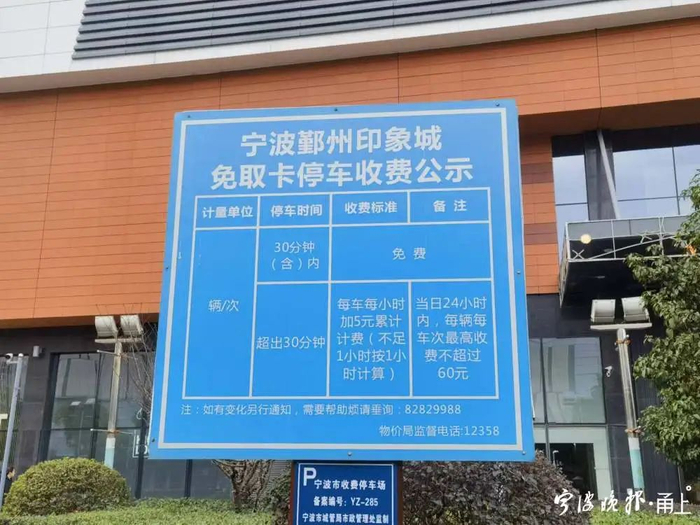 宁波鄞州印象城
免取卡停车收费公示
计量单位 停车时间 收费标准 备注
辆/次
30分钟
(含)内
免费
超出30分钟
每车每小时
加5元累计
计费(不足
1小时按1小
时计算)
当日24小时
内,每辆每
车次最高收
费不超过
60元
注:如有变化另行通知,需要帮助烦请垂询:82829988
物价局监督电话:12358
P 宁波市收费停车场
备案编号:YZ-285
宁波市城管局市政管理处监制
宁波晚报·甬上